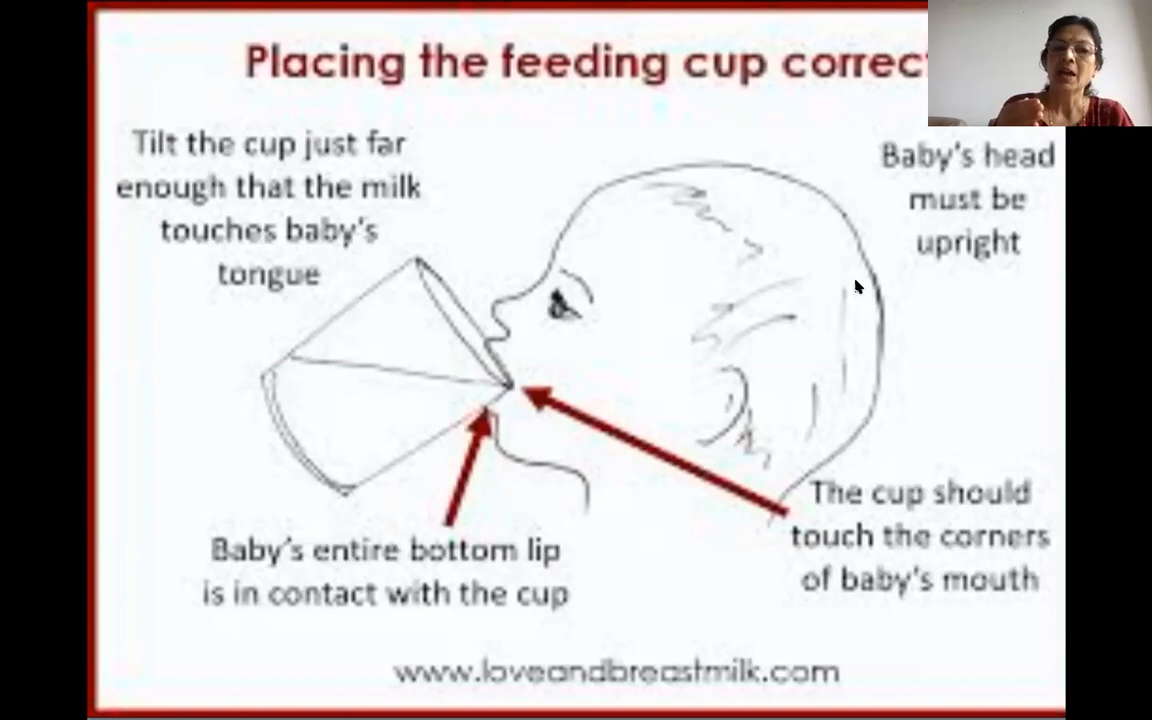 Placing the feeding cup correc
Tilt the cup just far
enough that the milk
touches baby's
tongue
Baby's head
must be
upright
The cup should
touch the corners
of baby's mouth
Baby's entire bottom lip
is in contact with the cup
www.loveandbreastmilk.com